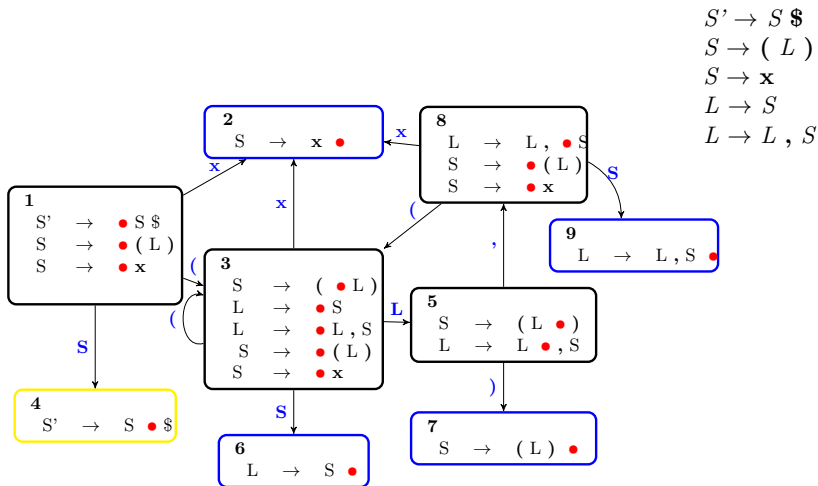 S' → S $
S → ( L )
S → x
L → S
L → L , S
2
S → x ●
8
L → L , ● S
S → ● ( L )
S → ● x
x
x
S
1
S' → ● S $
S → ● ( L )
S → ● x
x
(
9
L → L , S ●
(
,
3
S → ( ● L )
L → ● S
L → ● L , S
S → ● ( L )
S → ● x
(
L
5
S → ( L ● )
L → L ● , S
S
4
S' → S ● $
S
)
6
L → S ●
7
S → ( L ) ●